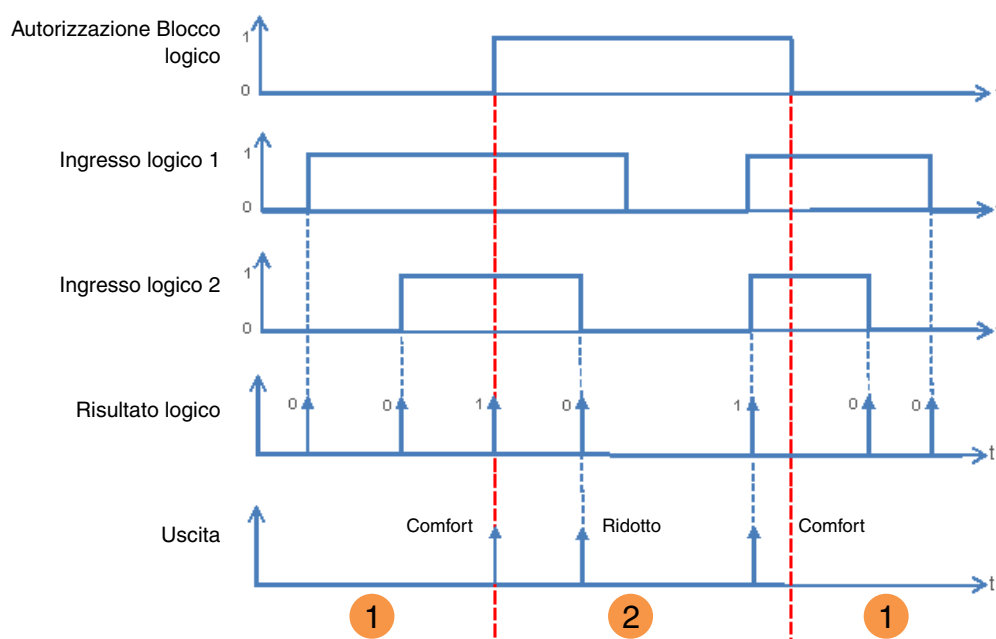 Autorizzazione Blocco
logico
1
0
Ingresso logico 1
1
0
Ingresso logico 2
1
0
Risultato logico
0
0
1
0
1
0
0
t
Uscita
Comfort
Ridotto
Comfort
t
1
2
1